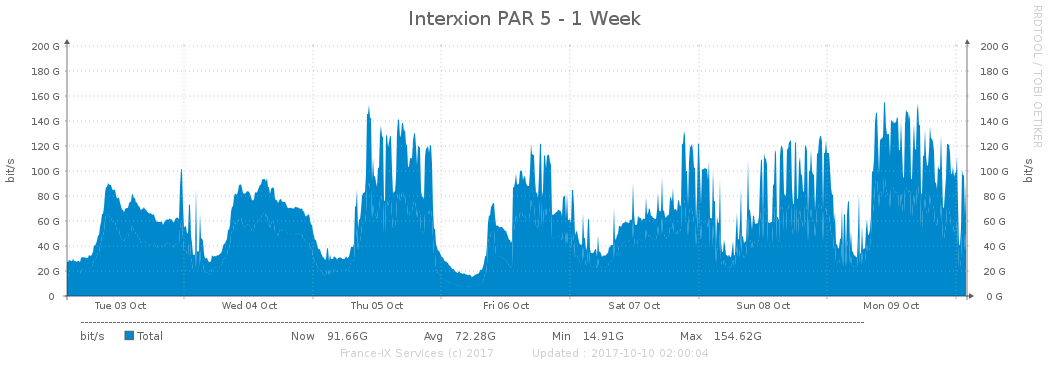 Interxion PAR 5 - 1 Week
RRDTOOL / TOBI OETIKER
bit/s
bit/s
200 G 200 G
180 G 180 G
160 G 160 G
140 G 140 G
120 G 120 G
100 G 100 G
80 G 80 G
60 G 60 G
40 G 40 G
20 G 20 G
0 0 G
Tue 03 Oct Wed 04 Oct Thu 05 Oct Fri 06 Oct Sat 07 Oct Sun 08 Oct Mon 09 Oct
bit/s Total Now 91.66G Avg 72.28G Min 14.91G Max 154.62G
France-IX Services (c) 2017 Updated : 2017-10-10 02:00:04